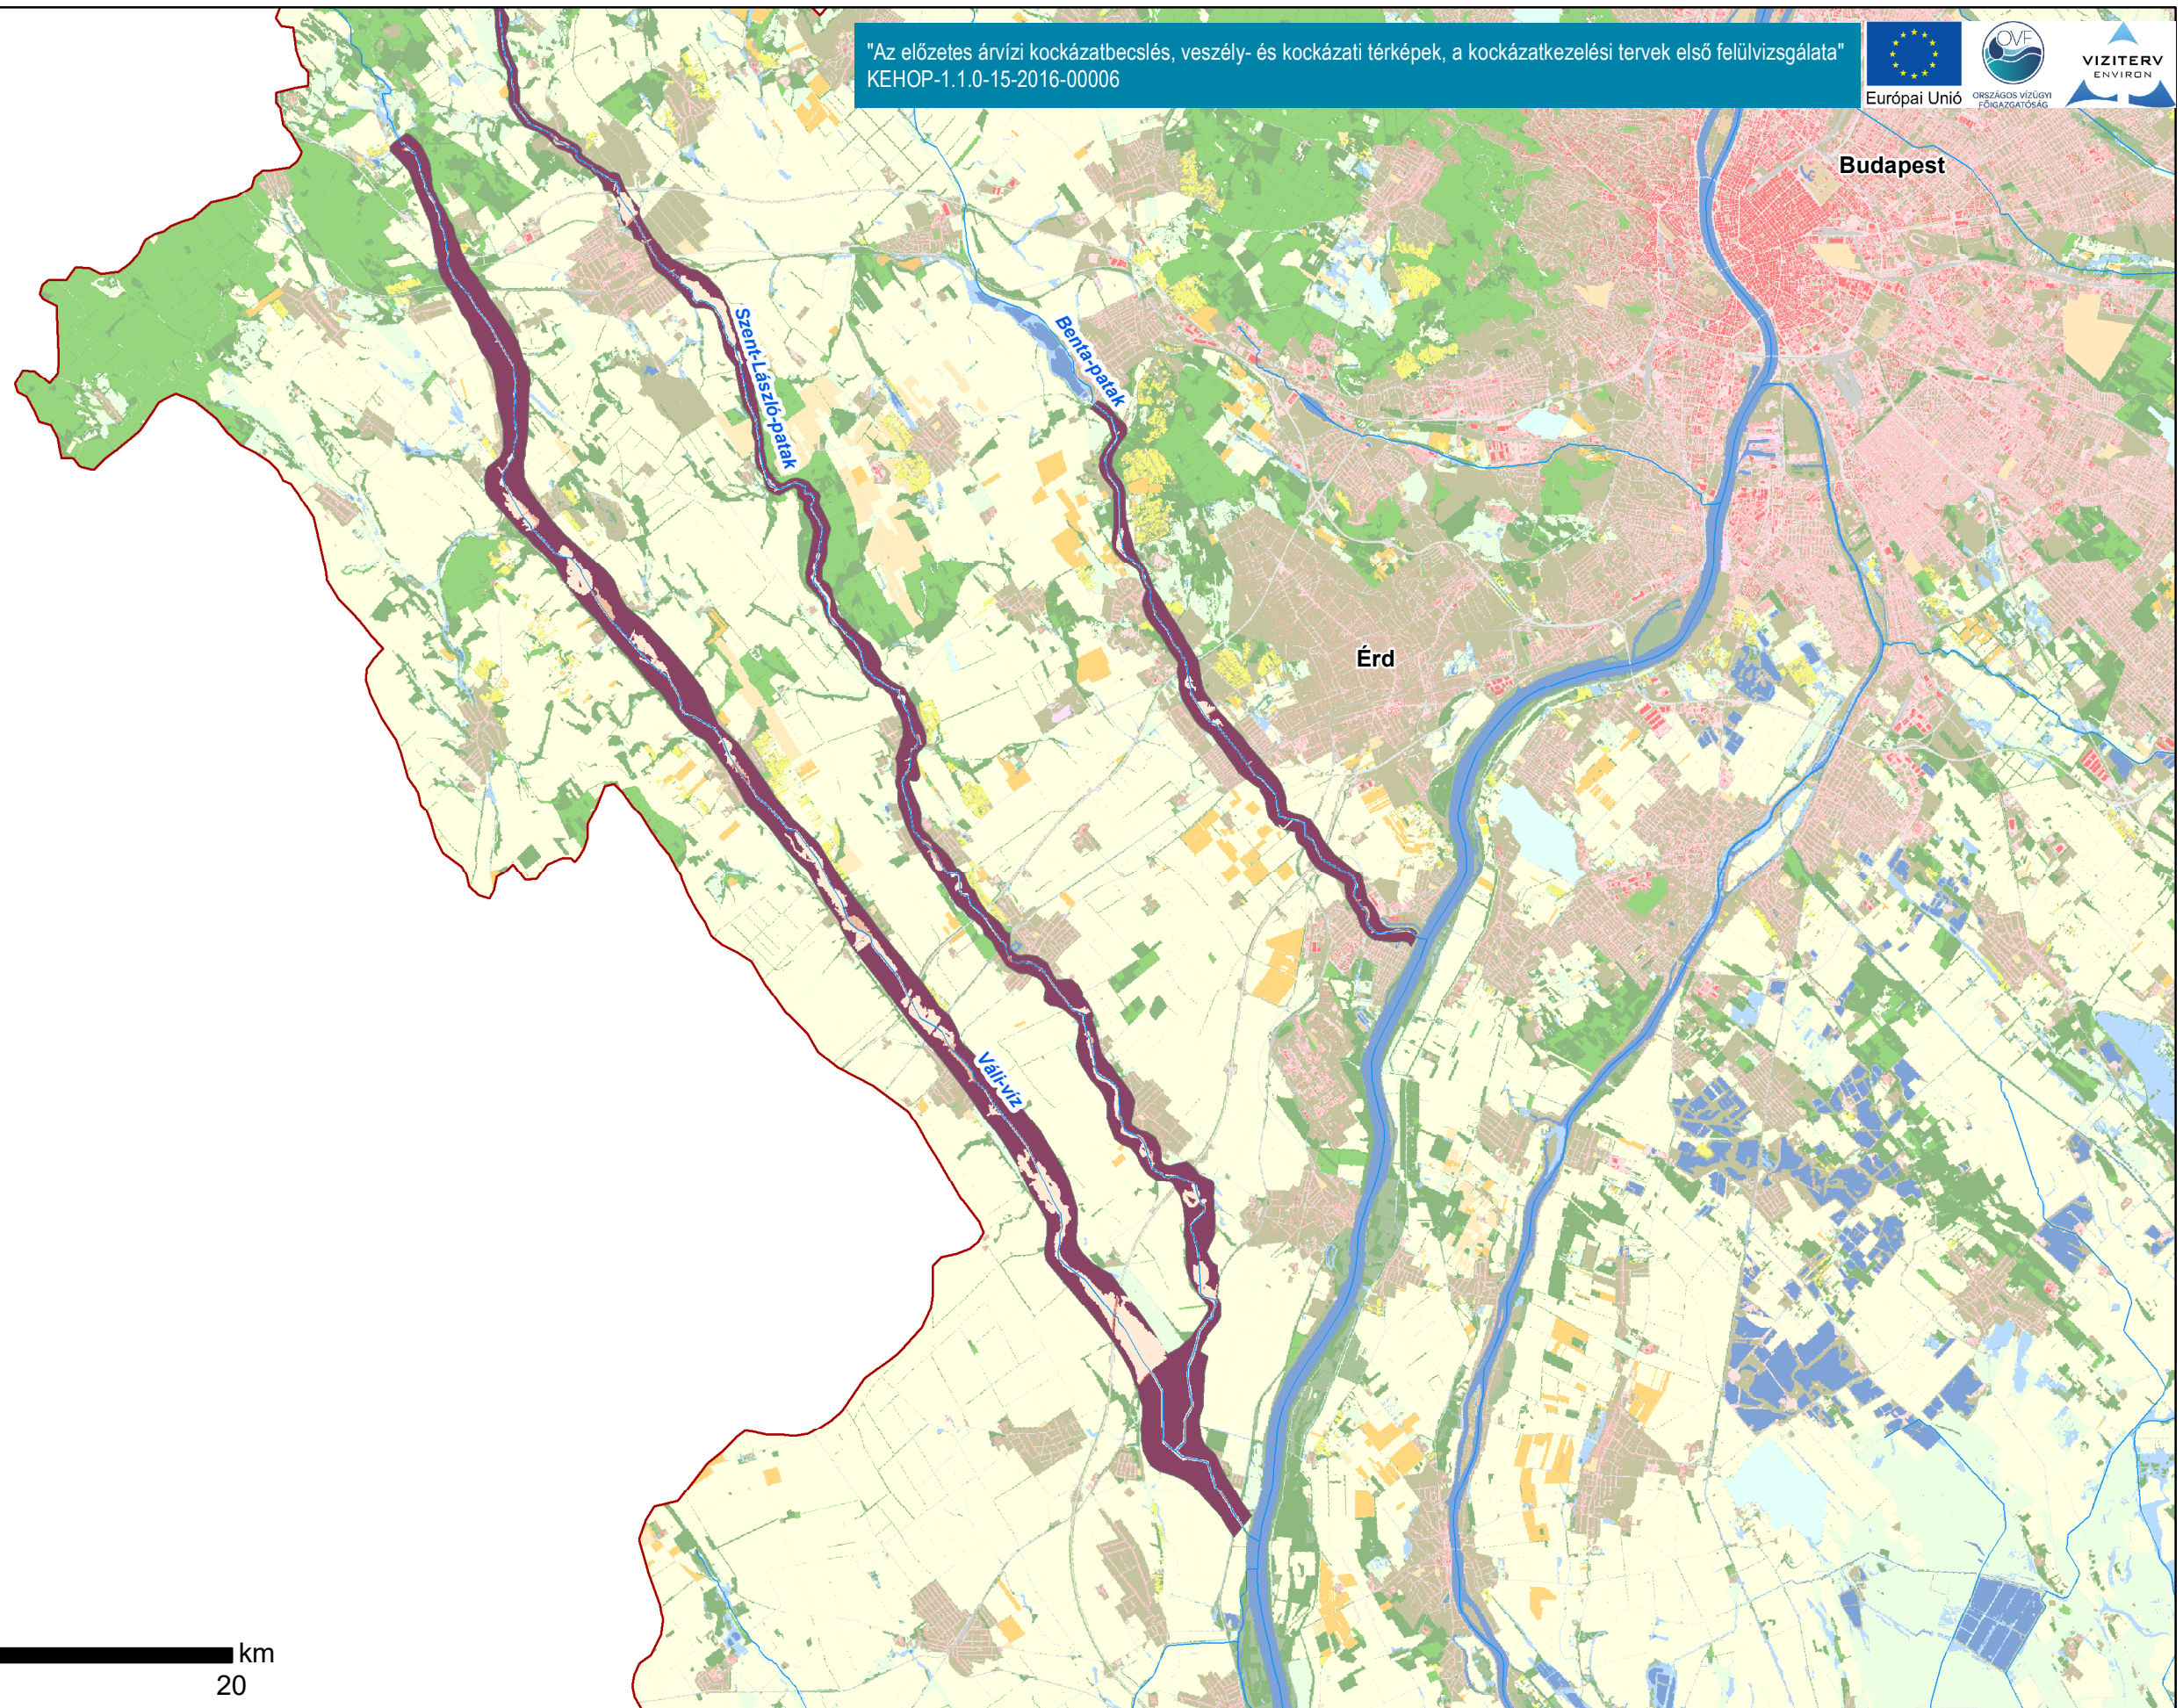 "Az előzetes árvízi kockázatbecslés, veszély- és kockázati térképek, a kockázatkezelési tervek első felülvizsgálata"
KEHOP-1.1.0-15-2016-00006
Európai Unió
OVF
ORSZÁGOS VÍZÜGYI
FŐIGAZGATÓSÁG
VIZITERV
ENVIRON
Budapest
Szent-László-patak
Benta-patak
Érd
Váli-víz
km
20